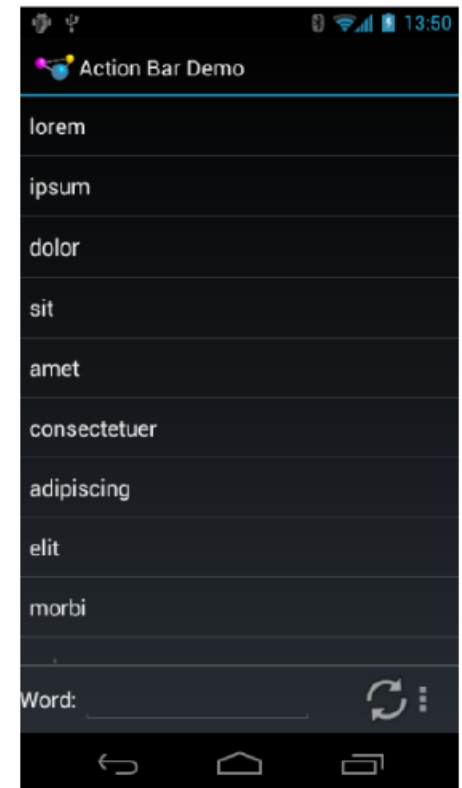 13:50
Action Bar Demo
lorem
ipsum
dolor
sit
amet
consectetuer
adipiscing
elit
morbi
Word: